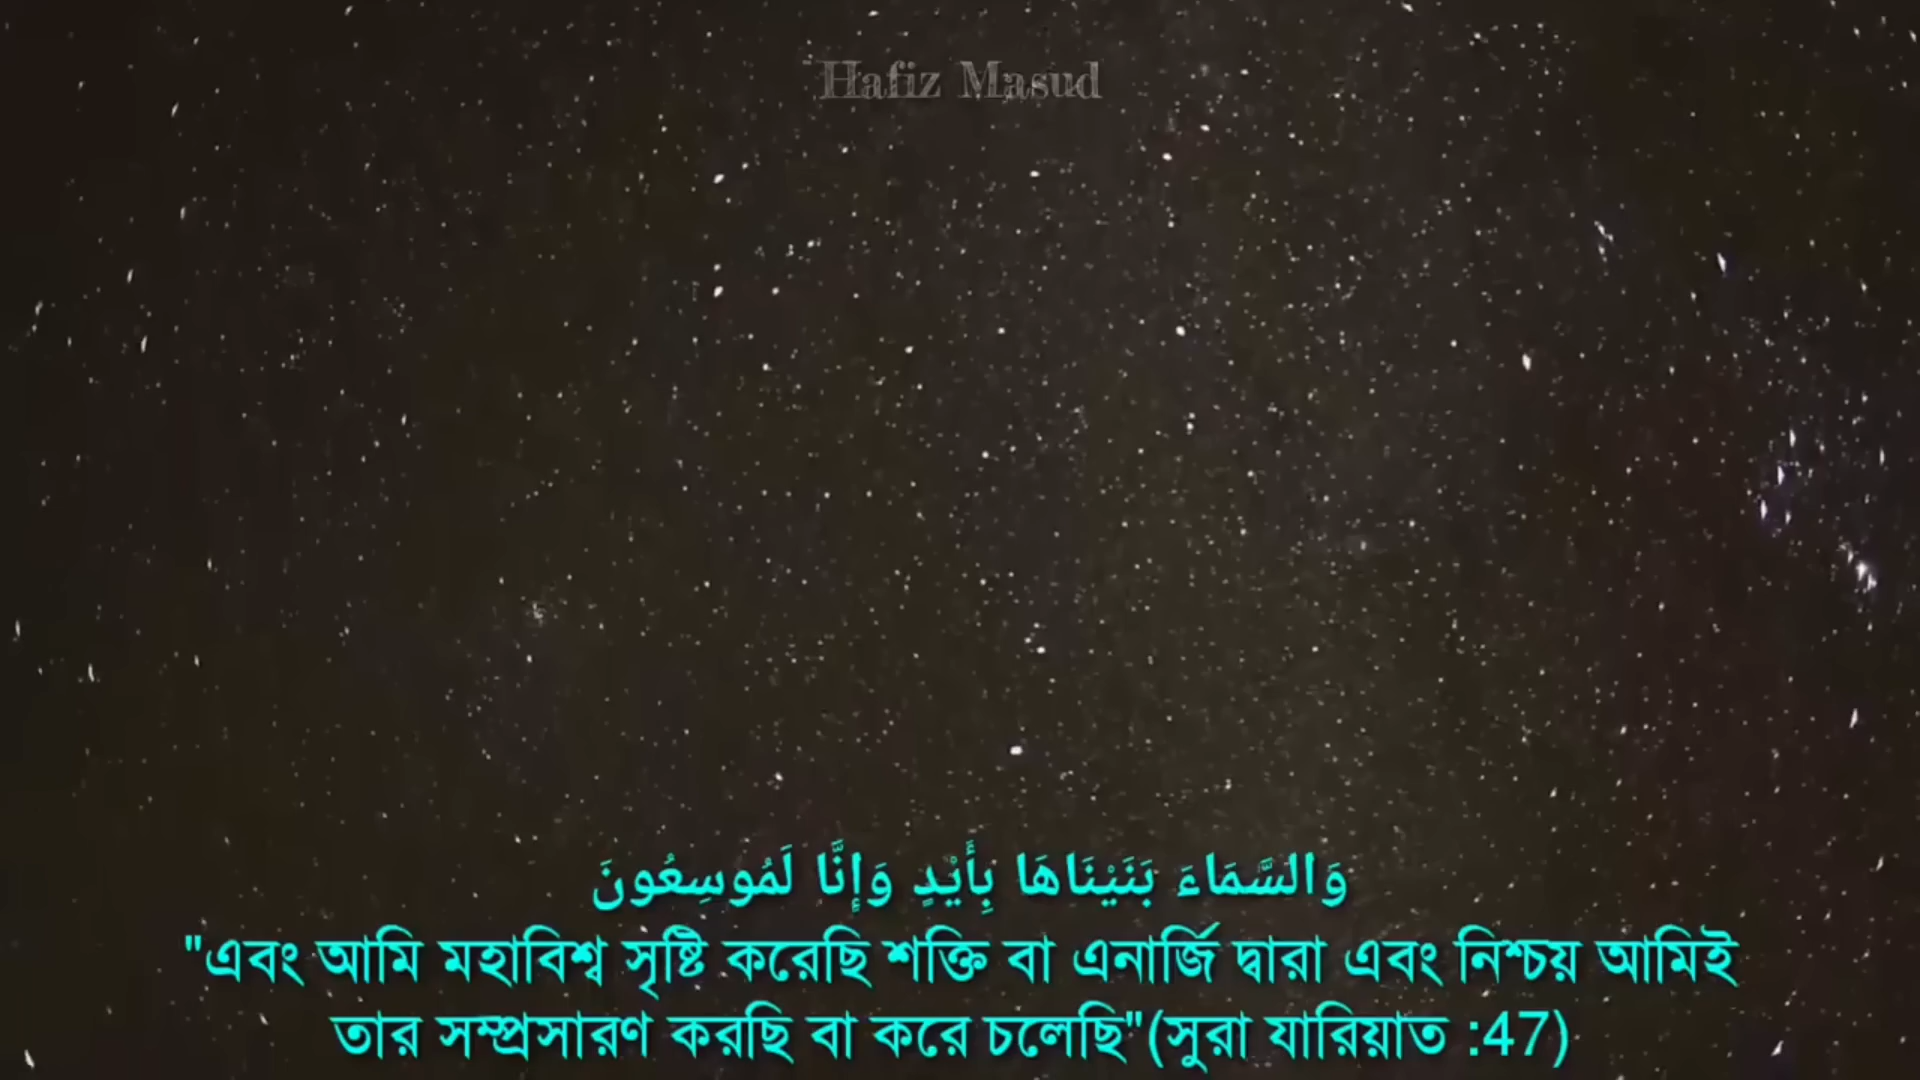 Hafiz Masud
وَالسَّمَاءَ بَنَيْنَاهَا بِأَيْدٍ وَإِنَّا لَمُوسِعُونَ
"এবং আমি মহাবিশ্ব সৃষ্টি করেছি শক্তি বা এনার্জি দ্বারা এবং নিশ্চয় আমিই
তার সম্প্রসারণ করছি বা করে চলেছি"(সুরা যারিয়াত :47)